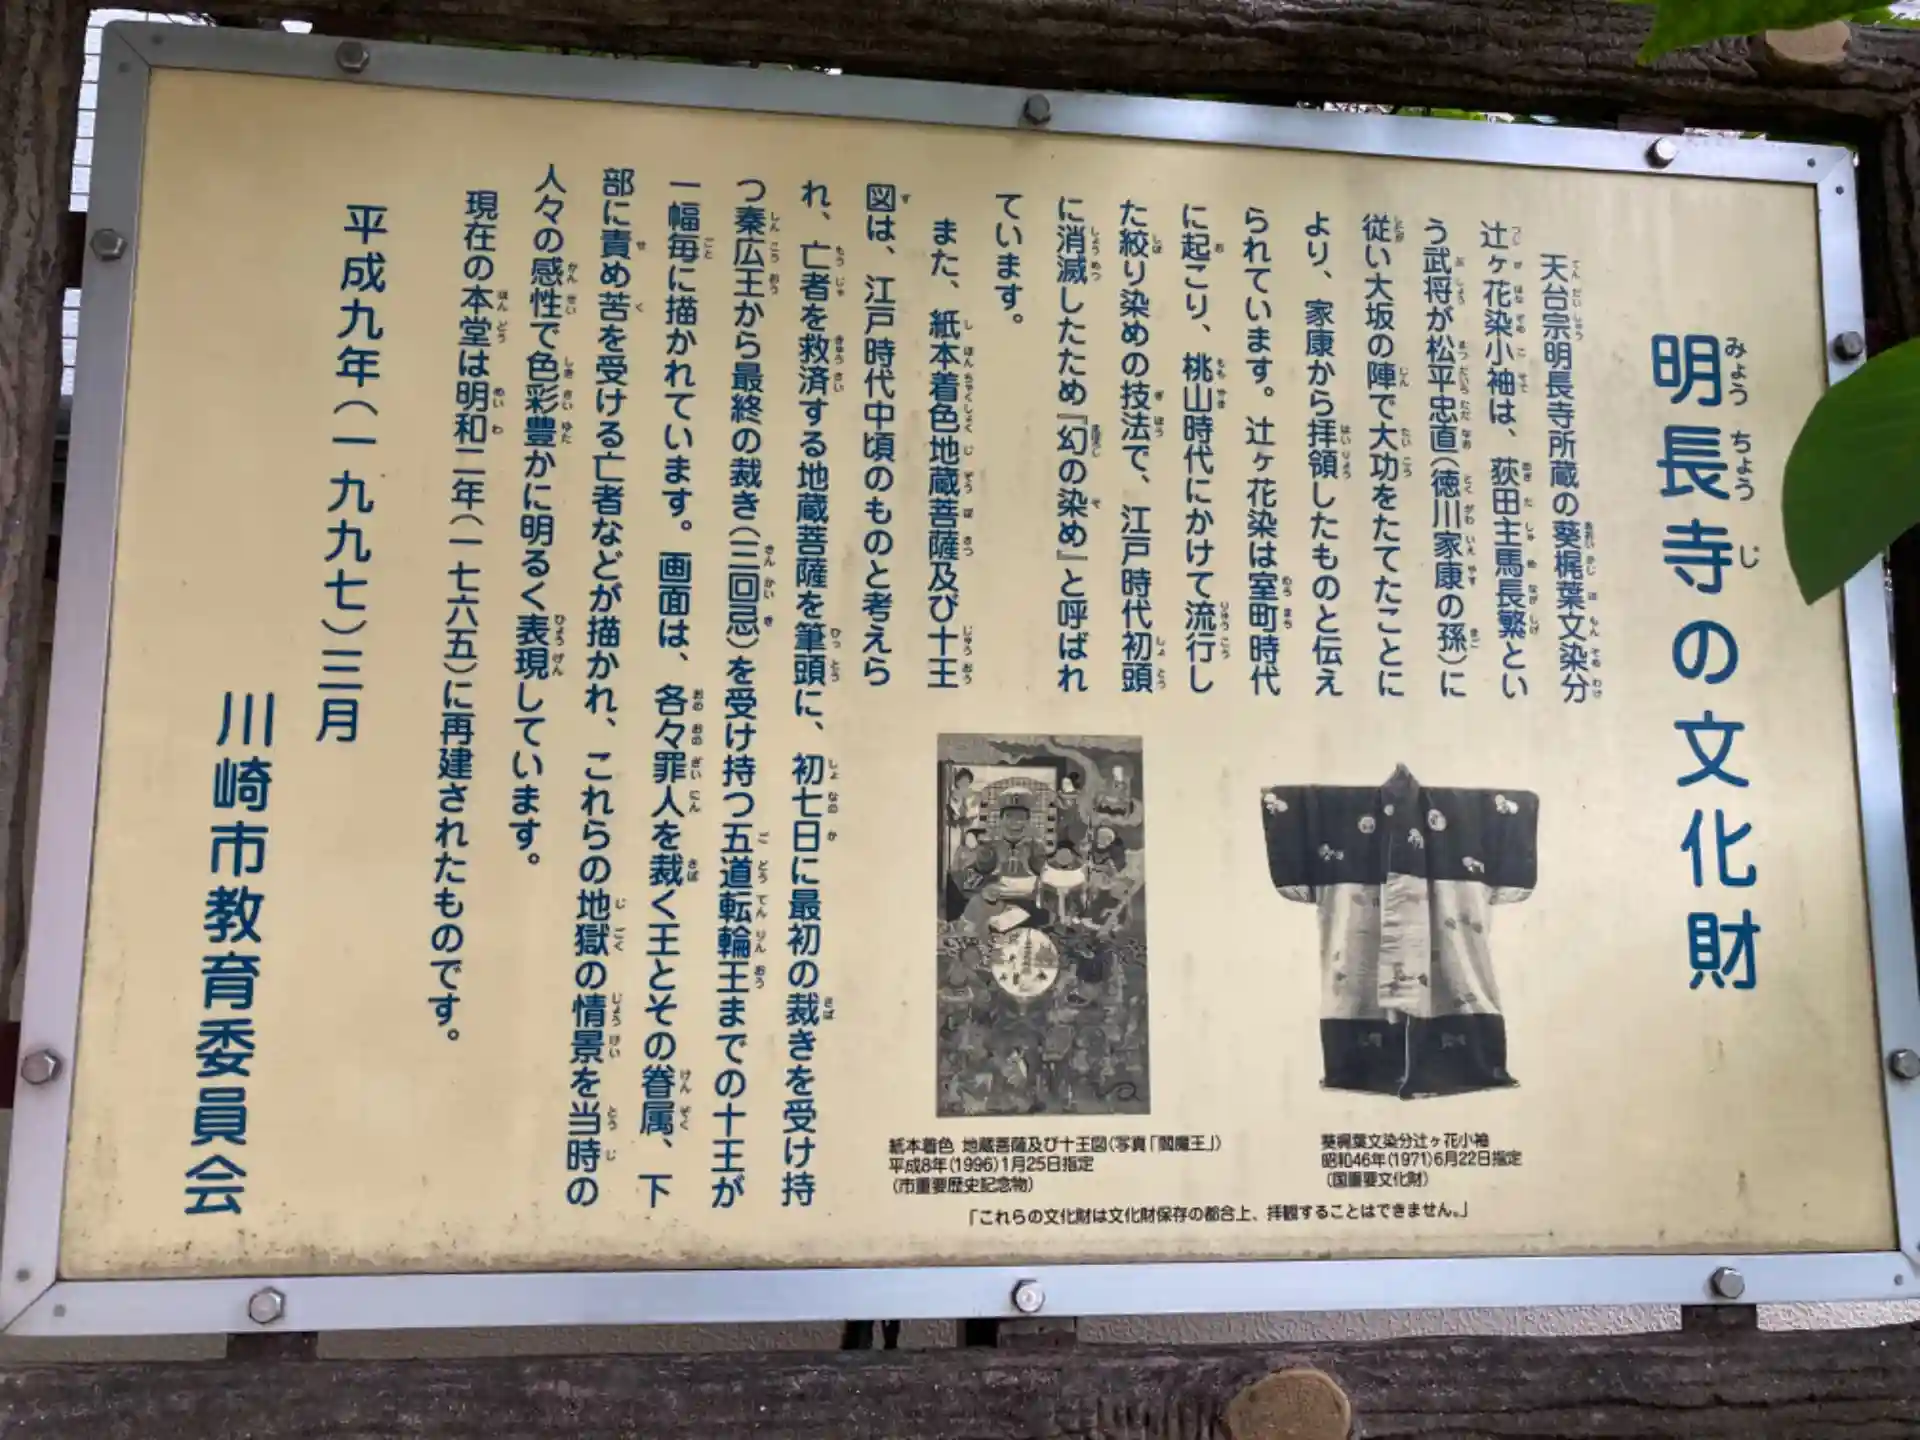 明長寺の文化財
天台宗明長寺所蔵の葵梶葉文染分
辻ヶ花染小袖は、荻田主馬長繁とい
う武将が松平忠直(徳川家康の孫)に
従い大坂の陣で大功をたてたことに
より、家康から拝領したものと伝え
られています。辻ヶ花染は室町時代
に起こり、桃山時代にかけて流行し
た絞り染めの技法で、江戸時代初頭
に消滅したため『幻の染め』と呼ばれ
ています。
また、紙本着色地蔵菩薩及び十王
図は、江戸時代中頃のものと考えら
れ、亡者を救済する地蔵菩薩を筆頭に、初七日に最初の裁きを受け持
つ秦広王から最終の裁き(三回忌)を受け持つ五道転輪王までの十王が
一幅毎に描かれています。画面は、各々罪人を裁く王とその眷属、下
部に責め苦を受ける亡者などが描かれ、これらの地獄の情景を当時の
人々の感性で色彩豊かに明るく表現しています。
現在の本堂は明和二年(一七六五)に再建されたものです。
平成九年(一九九七)三月
川崎市教育委員会
葵梶葉文染分辻ヶ花小袖
昭和46年(1971)6月22日指定
(国重要文化財)
紙本着色 地蔵菩薩及び十王図(写真「閻魔王」)
平成8年(1996)1月25日指定
(市重要歴史記念物)
「これらの文化財は文化財保存の都合上、拝観することはできません。」